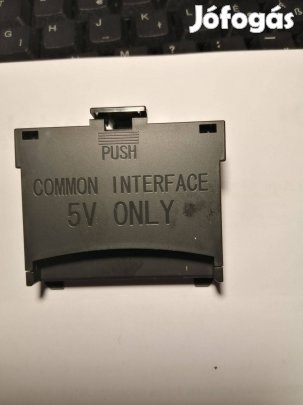 Jófogás
PUSH
COMMON INTERFACE
5V ONLY